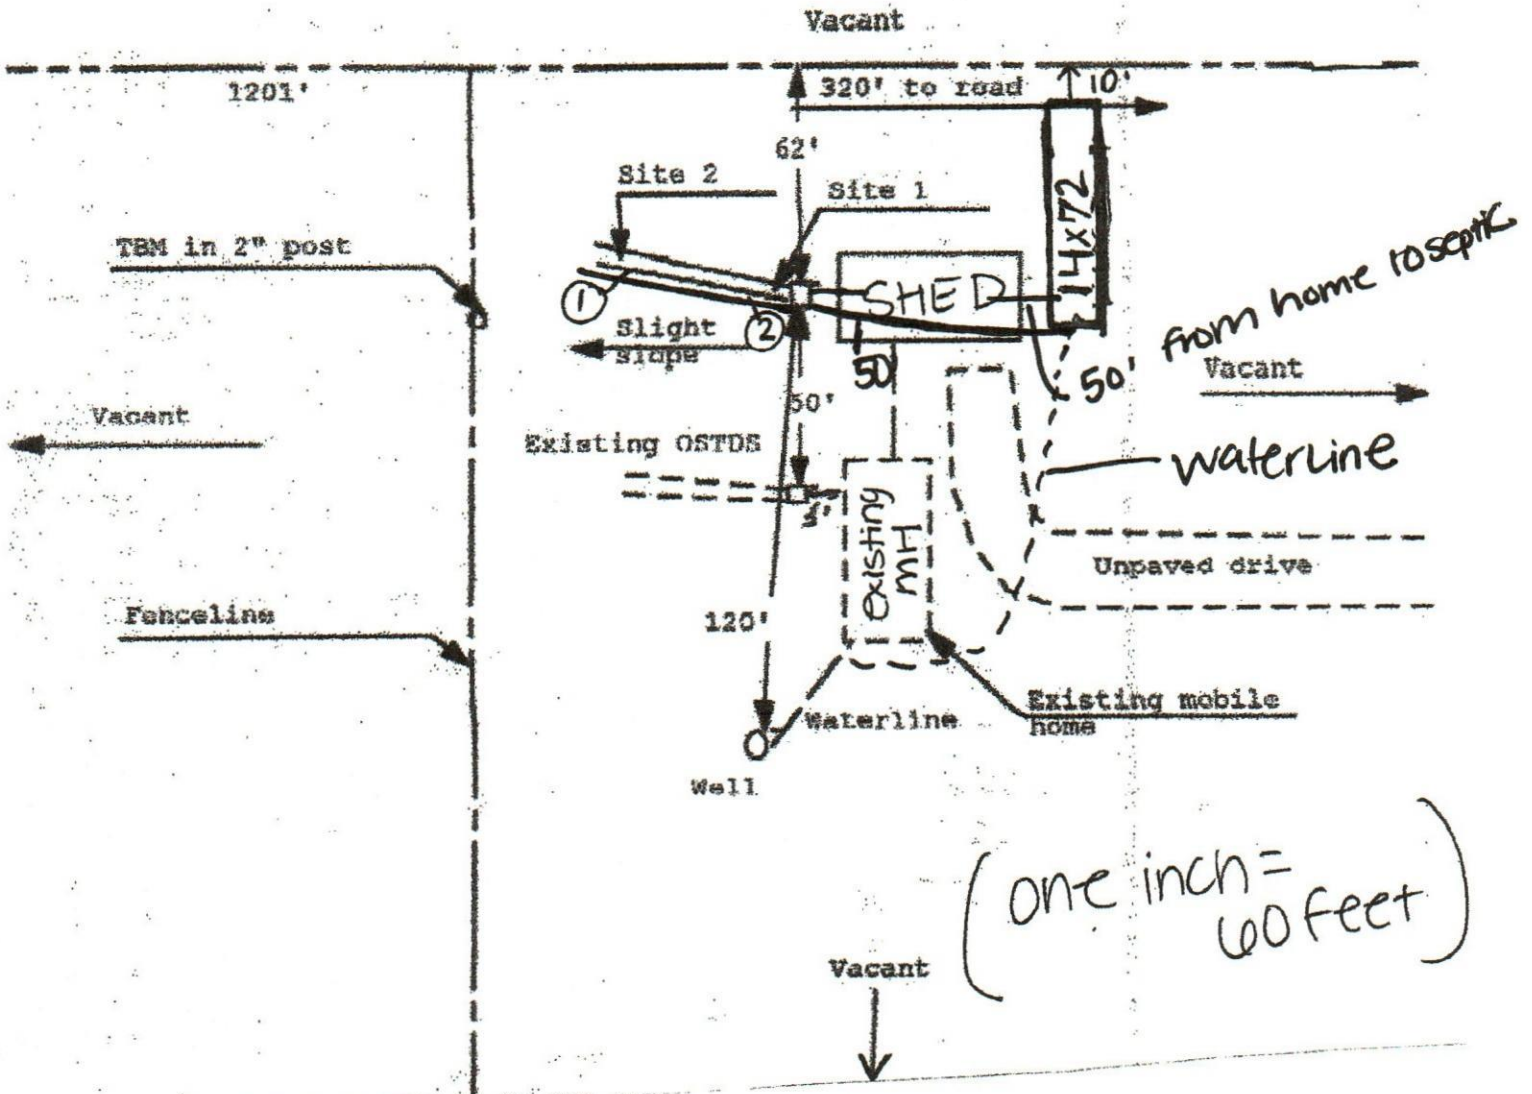 Vacant
1201'
320' to road
10'
62'
Site 2
Site 1
14x72
TBM in 2" post
SHED
50' from home to septic
1
2
Slight
slope
50
50'
Vacant
Vacant
Existing OSTDS
waterline
existing
MH
Unpaved drive
Fenceline
120'
Existing mobile
home
Waterline
Well
(one inch =
60 feet)
Vacant